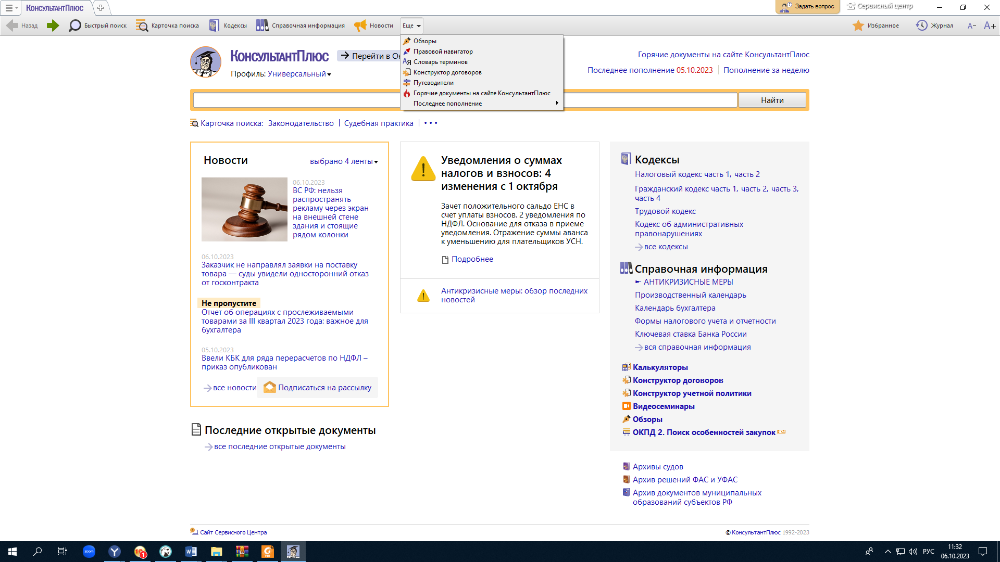 КонсультантПлюс
Задать вопрос
Сервисный центр
Назад
Быстрый поиск
Карточка поиска
Кодексы
Справочная информация
Новости
Еще
Избранное
Журнал
A−
A+
Обзоры
Правовой навигатор
Словарь терминов
Конструктор договоров
Путеводители
Горячие документы на сайте КонсультантПлюс
Последнее пополнение
КонсультантПлюс
Перейти в
Профиль: Универсальный
Горячие документы на сайте КонсультантПлюс
Последнее пополнение 05.10.2023
Пополнение за неделю
Найти
Карточка поиска: Законодательство | Судебная практика | • • •
Новости
выбрано 4 ленты
06.10.2023
ВС РФ: нельзя
распространять
рекламу через экран
на внешней стене
здания и стоящие
рядом колонки
06.10.2023
Заказчик не направлял заявки на поставку
товара — суды увидели односторонний отказ
от госконтракта
Не пропустите
Отчет об операциях с прослеживаемыми
товарами за III квартал 2023 года: важное для
бухгалтера
05.10.2023
Ввели КБК для ряда перерасчетов по НДФЛ –
приказ опубликован
все новости
Подписаться на рассылку
Последние открытые документы
все последние открытые документы
Уведомления о суммах
налогов и взносов: 4
изменения с 1 октября
Зачет положительного сальдо ЕНС в
счет уплаты взносов. 2 уведомления по
НДФЛ. Основание для отказа в приеме
уведомления. Отражение суммы аванса
к уменьшению для плательщиков УСН.
Подробнее
Антикризисные меры: обзор последних
новостей
Кодексы
Налоговый кодекс часть 1, часть 2
Гражданский кодекс часть 1, часть 2, часть 3,
часть 4
Трудовой кодекс
Кодекс об административных
правонарушениях
все кодексы
Справочная информация
АНТИКРИЗИСНЫЕ МЕРЫ
Производственный календарь
Календарь бухгалтера
Формы налогового учета и отчетности
Ключевая ставка Банка России
вся справочная информация
Калькуляторы
Конструктор договоров
Конструктор учетной политики
Видеосеминары
Обзоры
ОКПД 2. Поиск особенностей закупок NEW
Архивы судов
Архив решений ФАС и УФАС
Архив документов муниципальных
образований субъектов РФ
Сайт Сервисного Центра
© КонсультантПлюс 1992-2023
zoom
1
PDF
РУС
11:32
06.10.2023